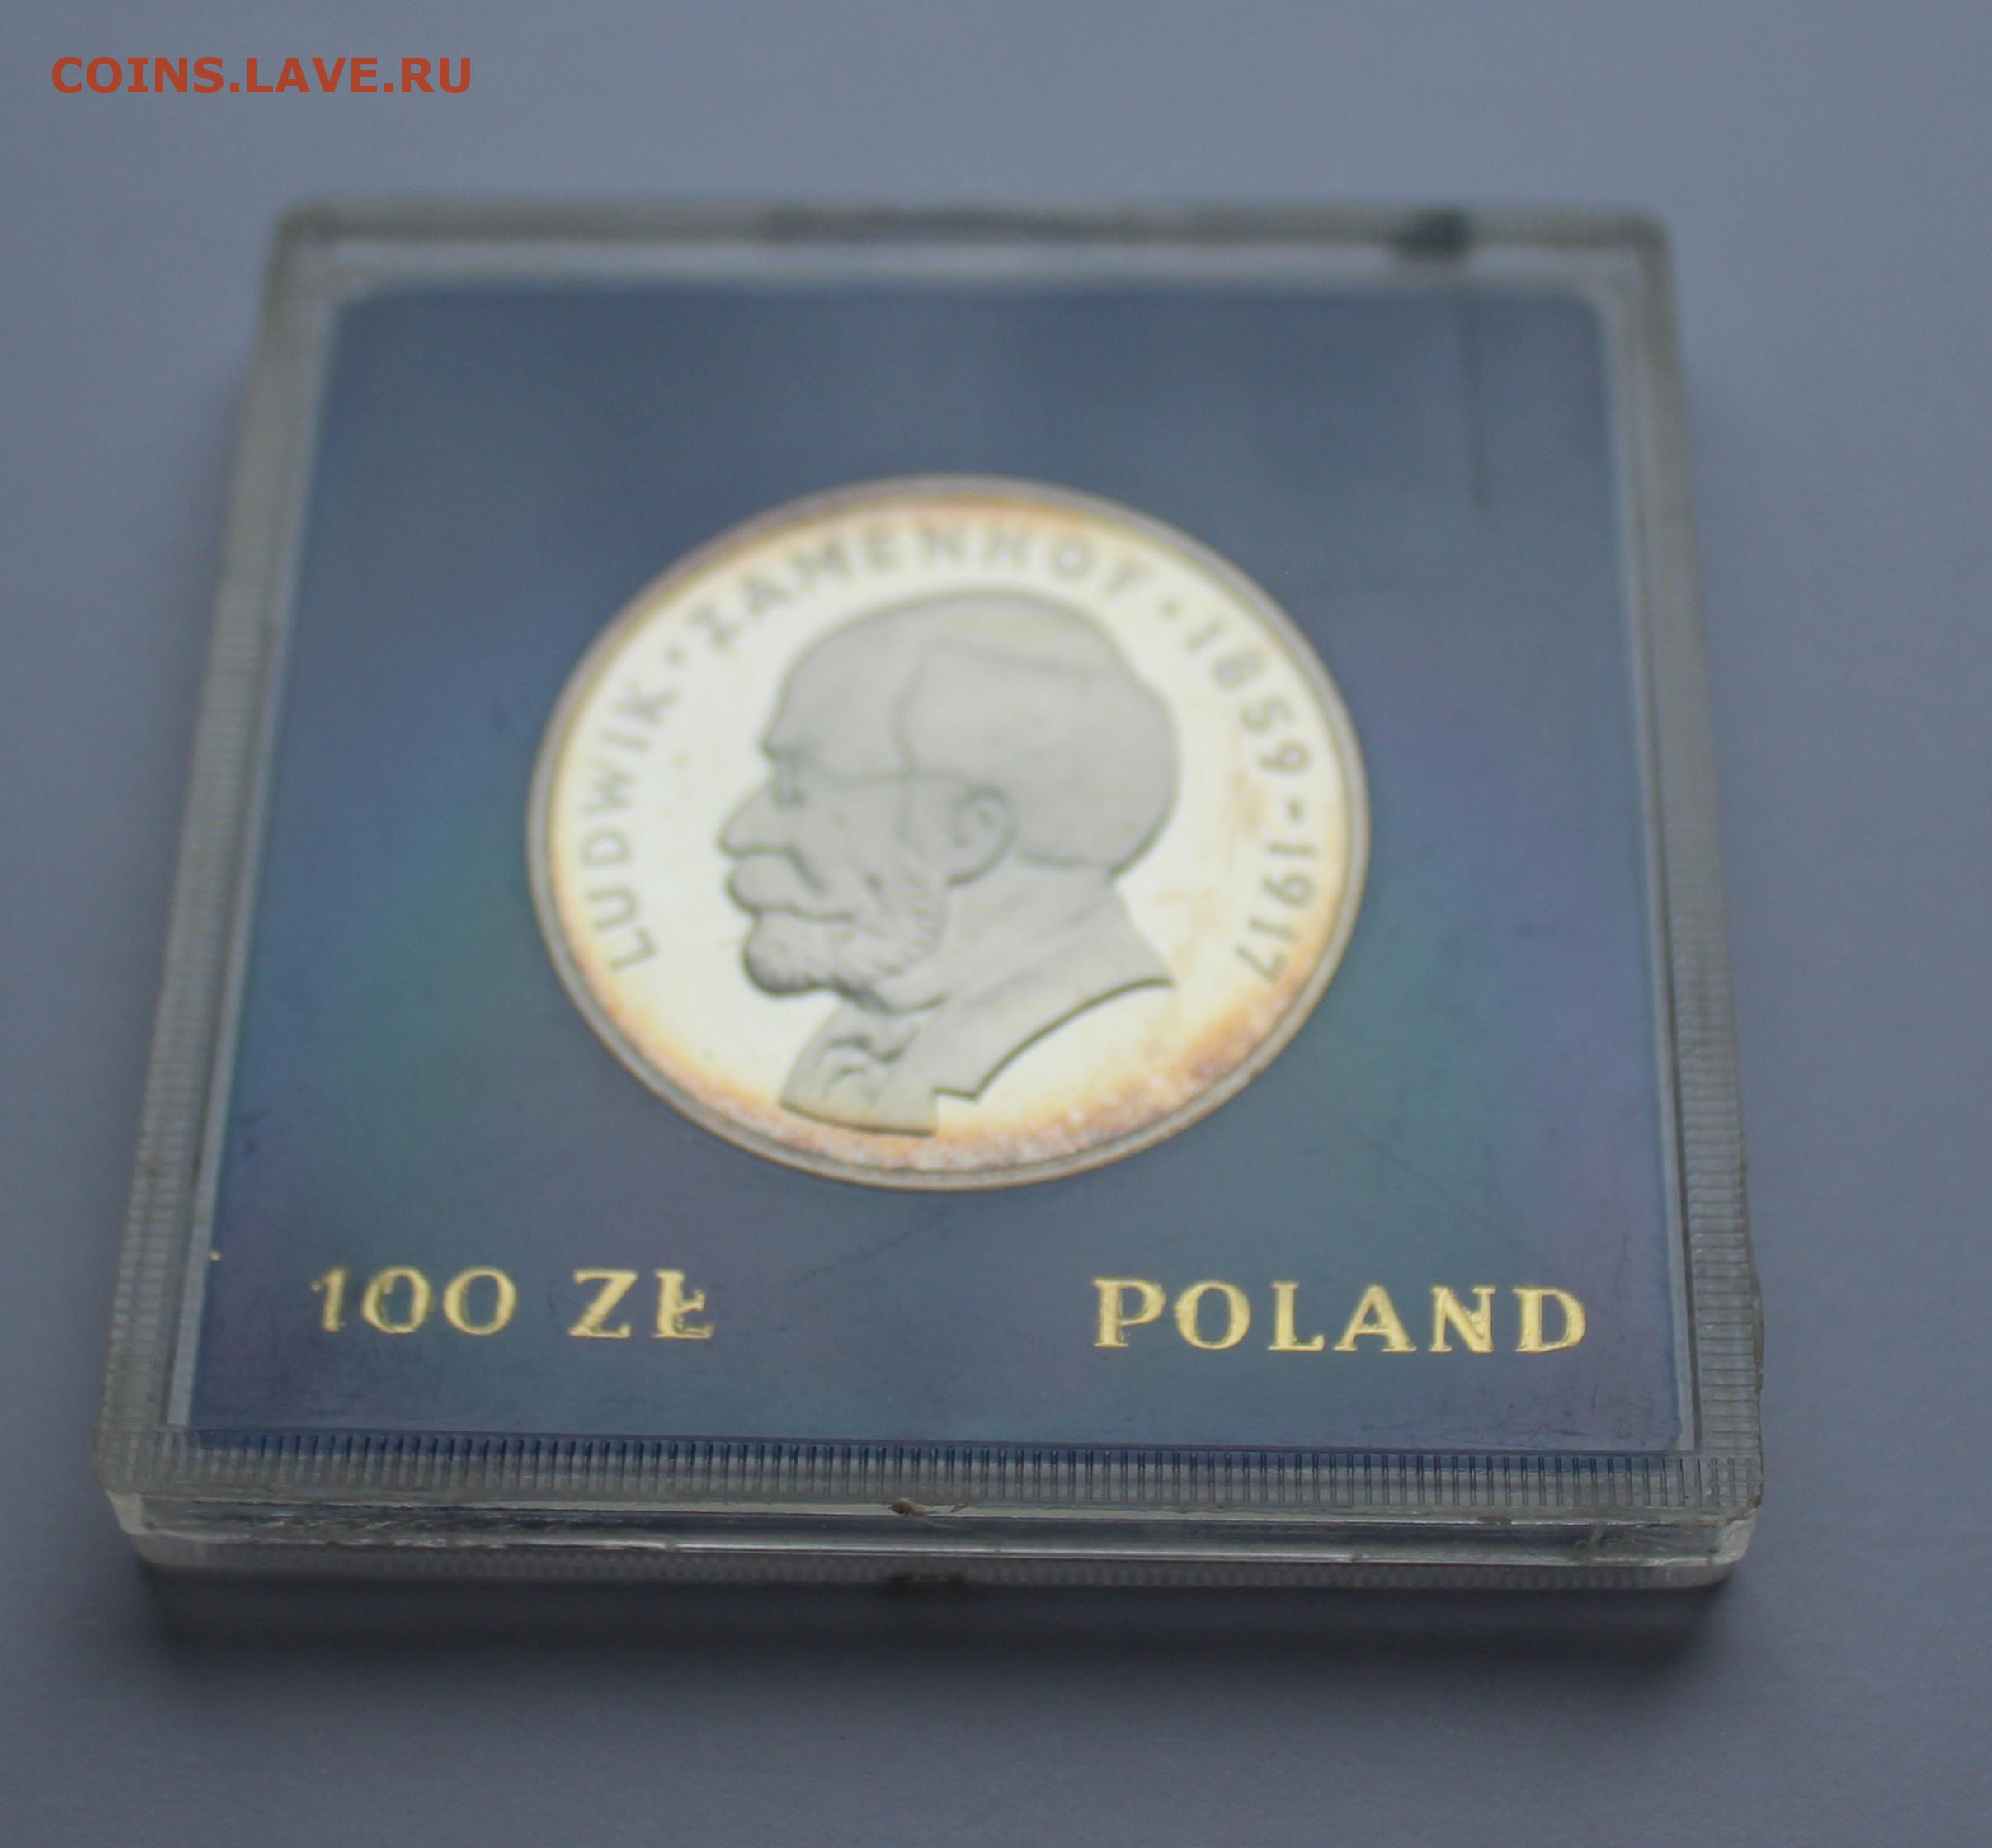 COINS.LAVE.RU
LUDWIK · ZAMENHOF · 1859-1917
100 ZŁ
POLAND